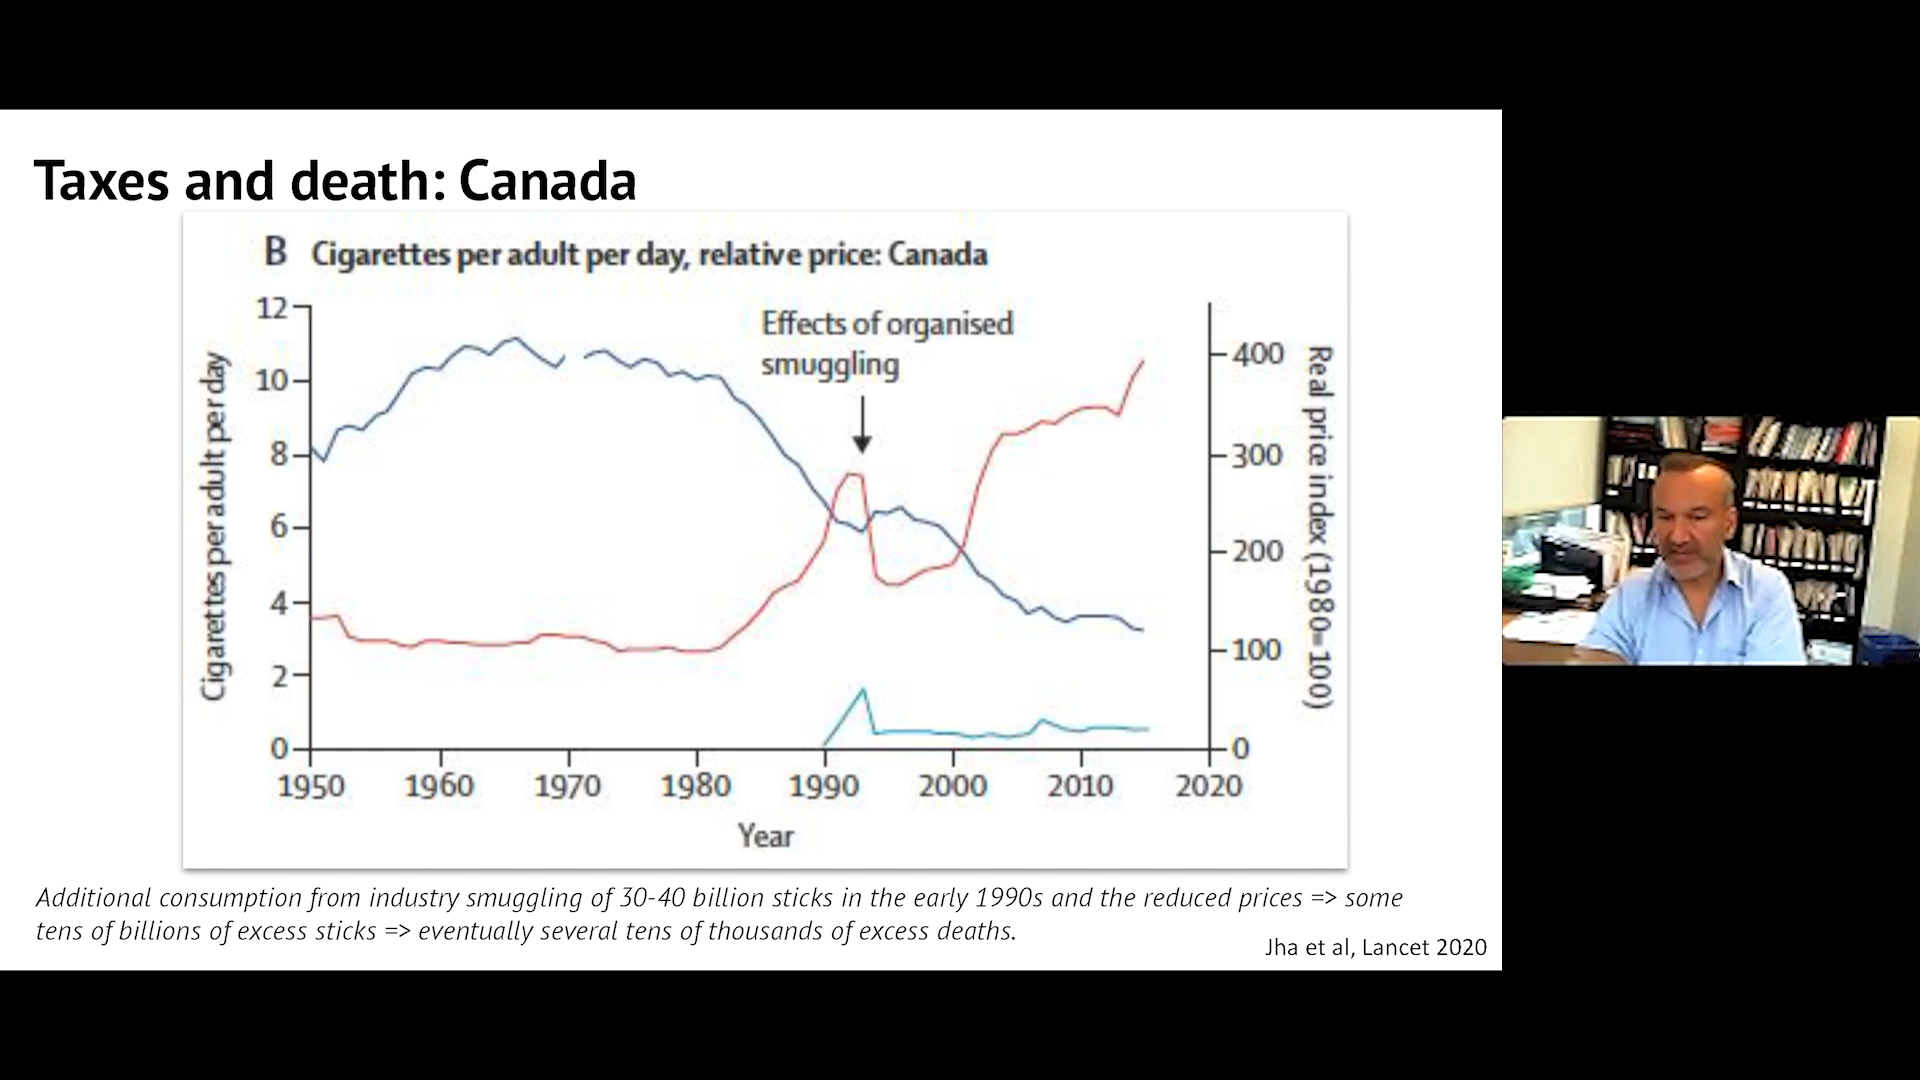 Taxes and death: Canada
B Cigarettes per adult per day, relative price: Canada
Effects of organised
smuggling
Cigarettes per adult per day
12
10
8
6
4
2
0
Real price index (1980=100)
400
300
200
100
0
1950 1960 1970 1980 1990 2000 2010 2020
Year
Additional consumption from industry smuggling of 30-40 billion sticks in the early 1990s and the reduced prices => some
tens of billions of excess sticks => eventually several tens of thousands of excess deaths.
Jha et al, Lancet 2020